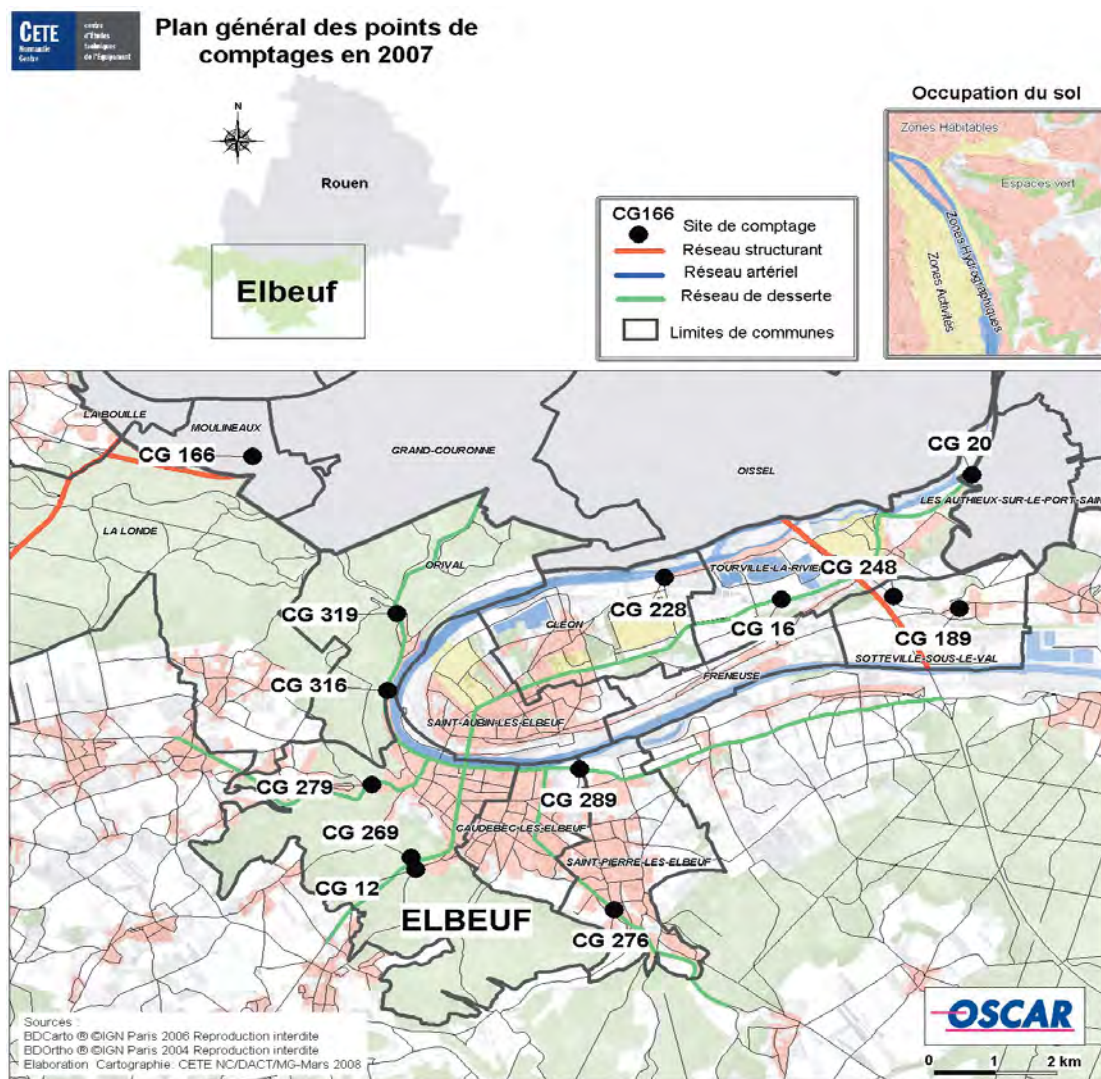 CETE
Normandie
Centre
centre
d'Études
techniques
de l'Équipement
Plan général des points de
comptages en 2007
N
Rouen
Elbeuf
Occupation du sol
Zones Habitables
Espaces vert
Zones Hydrographiques
Zones Activités
CG166
Site de comptage
Réseau structurant
Réseau artériel
Réseau de desserte
Limites de communes
LA BOUILLE
MOULINEAUX
CG 166
GRAND-COURONNE
OISSEL
CG 20
LES AUTHIEUX-SUR-LE-PORT-SAIN
LA LONDE
ORIVAL
TOURVILLE-LA-RIVIE
CG 248
CG 319
CLEON
CG 228
CG 16
CG 189
SOTTEVILLE-SOUS-LE-VAL
FRENEUSE
CG 316
SAINT-AUBIN-LES-ELBEUF
CG 279
CG 289
CG 269
CAUDEBEC-LES-ELBEUF
SAINT-PIERRE-LES-ELBEUF
CG 12
ELBEUF
CG 276
OSCAR
0 1 2 km
Sources :
BDCarto ® ©IGN Paris 2006 Reproduction interdite
BDOrtho ® ©IGN Paris 2004 Reproduction interdite
Elaboration Cartographie: CETE NC/DACT/MG-Mars 2008